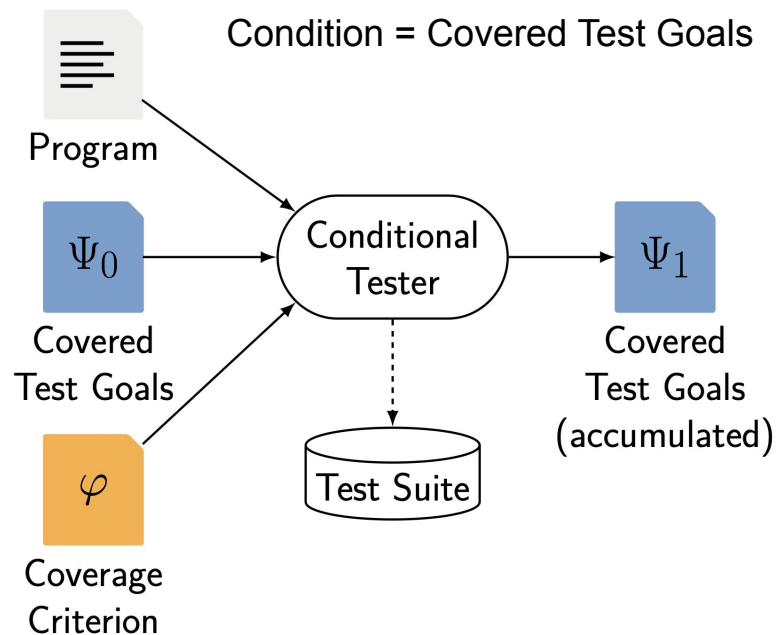 Condition = Covered Test Goals
Program
Ψ0
Covered
Test Goals
φ
Coverage
Criterion
Conditional
Tester
Test Suite
Ψ1
Covered
Test Goals
(accumulated)